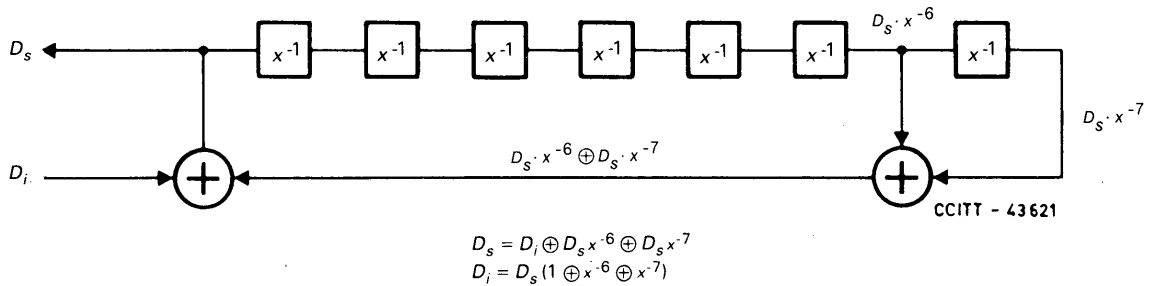 D_s · x⁻⁶
D_s x⁻¹ x⁻¹ x⁻¹ x⁻¹ x⁻¹ x⁻¹ x⁻¹
D_s · x⁻⁷
D_s · x⁻⁶ ⊕ D_s · x⁻⁷
D_i + +
CCITT - 43621
D_s = D_i ⊕ D_s x⁻⁶ ⊕ D_s x⁻⁷
D_i = D_s (1 ⊕ x⁻⁶ ⊕ x⁻⁷)